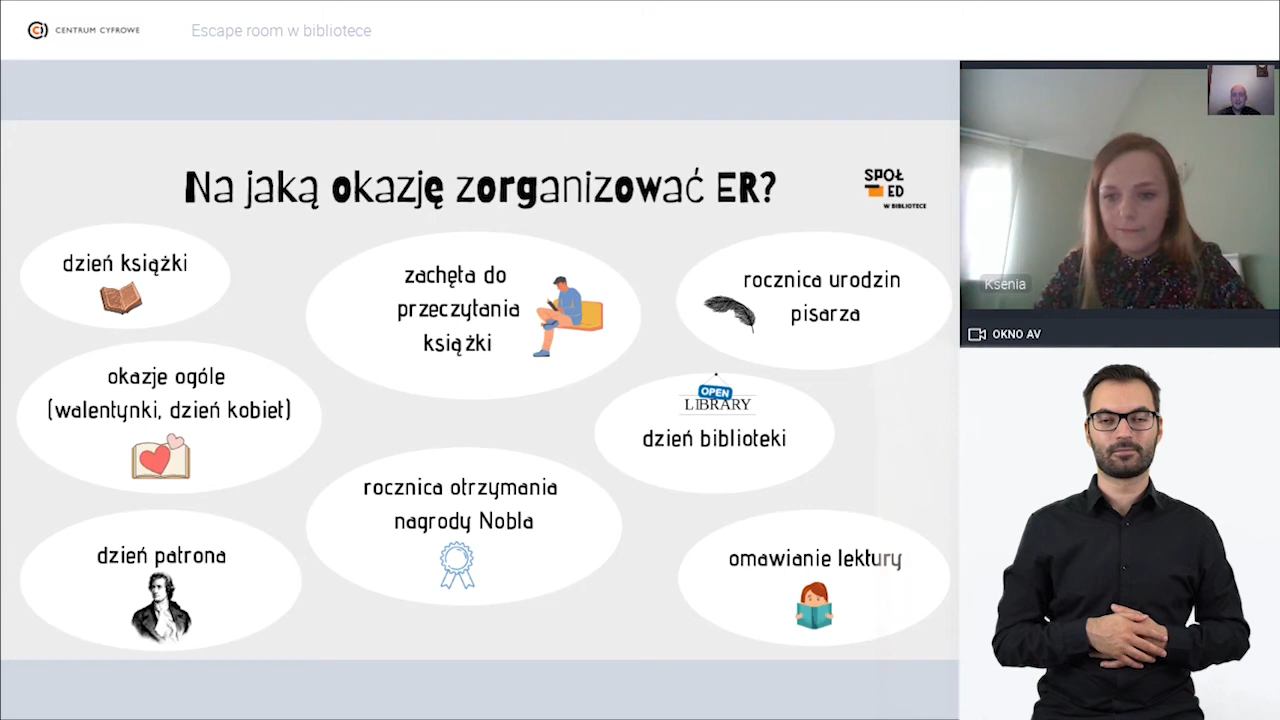 CENTRUM CYFROWE
Escape room w bibliotece
Na jaką okazję zorganizować ER?
SPOŁ
ED
W BIBLIOTECE
dzień książki
zachęta do
przeczytania
książki
rocznica urodzin
pisarza
okazje ogóle
(walentynki, dzień kobiet)
OPEN
LIBRARY
dzień biblioteki
rocznica otrzymania
nagrody Nobla
dzień patrona
omawianie lektury
Ksenia
OKNO AV